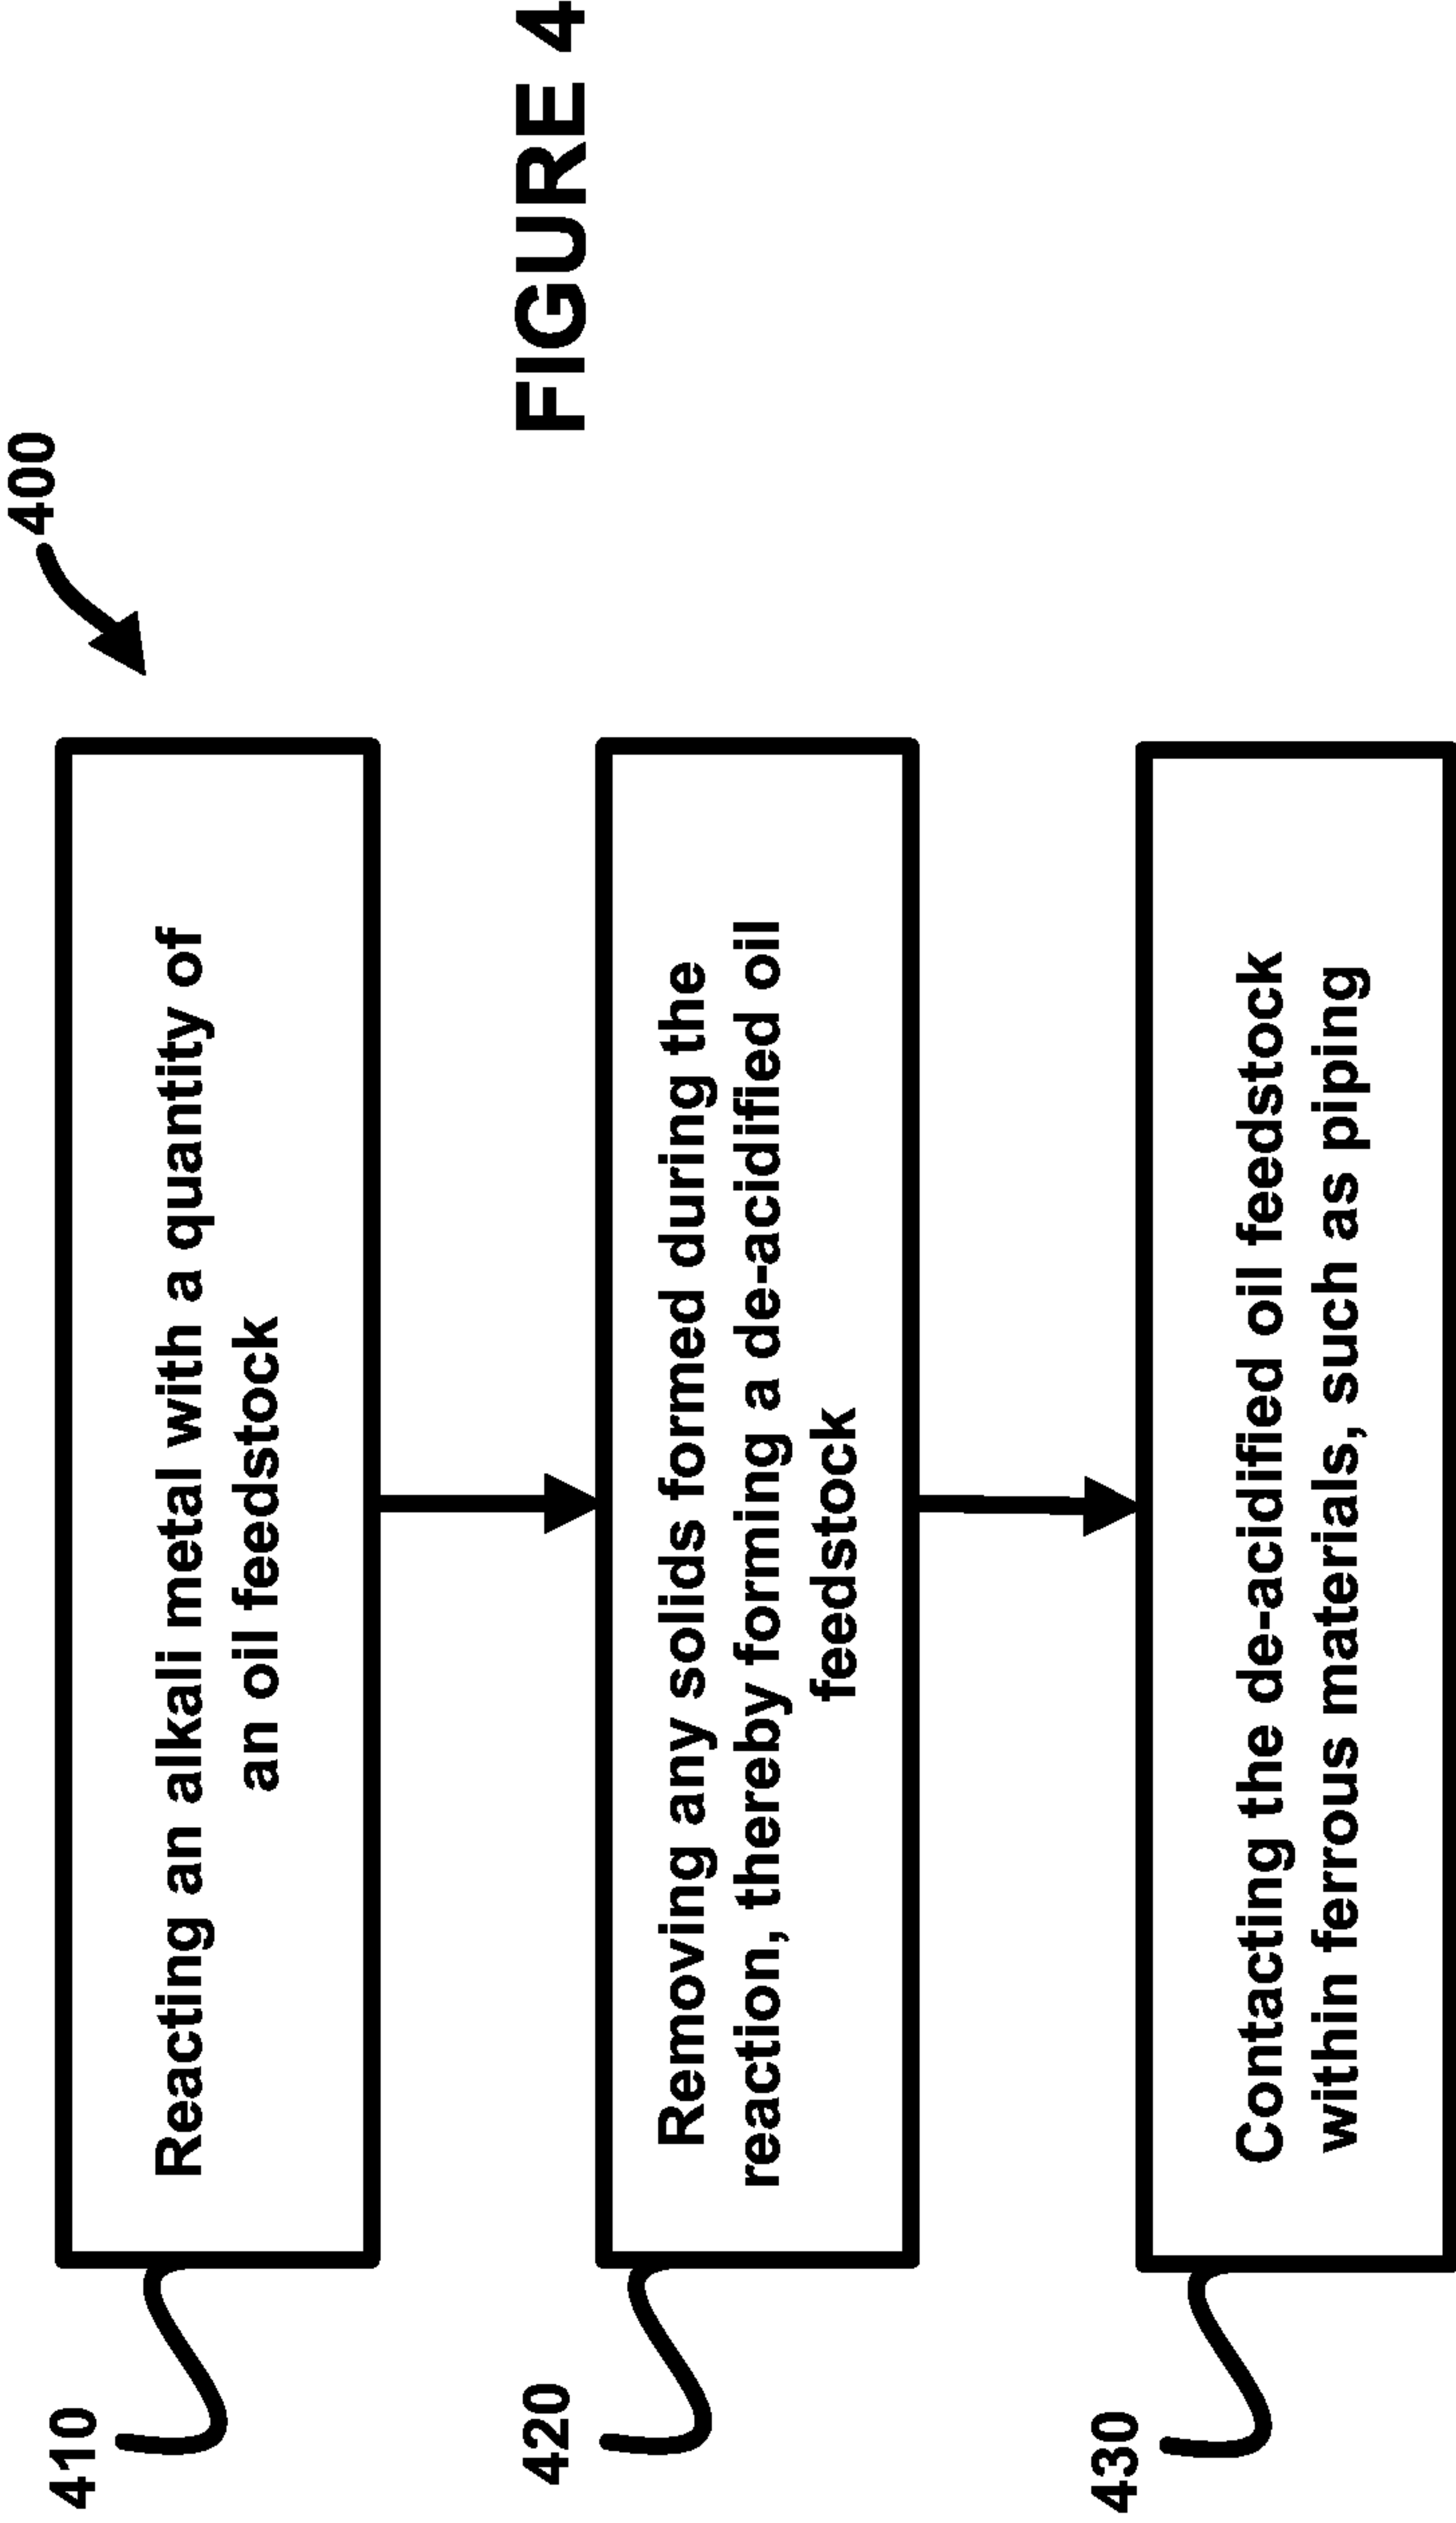 400
410
Reacting an alkali metal with a quantity of
an oil feedstock
420
Removing any solids formed during the
reaction, thereby forming a de-acidified oil
feedstock
430
Contacting the de-acidified oil feedstock
within ferrous materials, such as piping
FIGURE 4